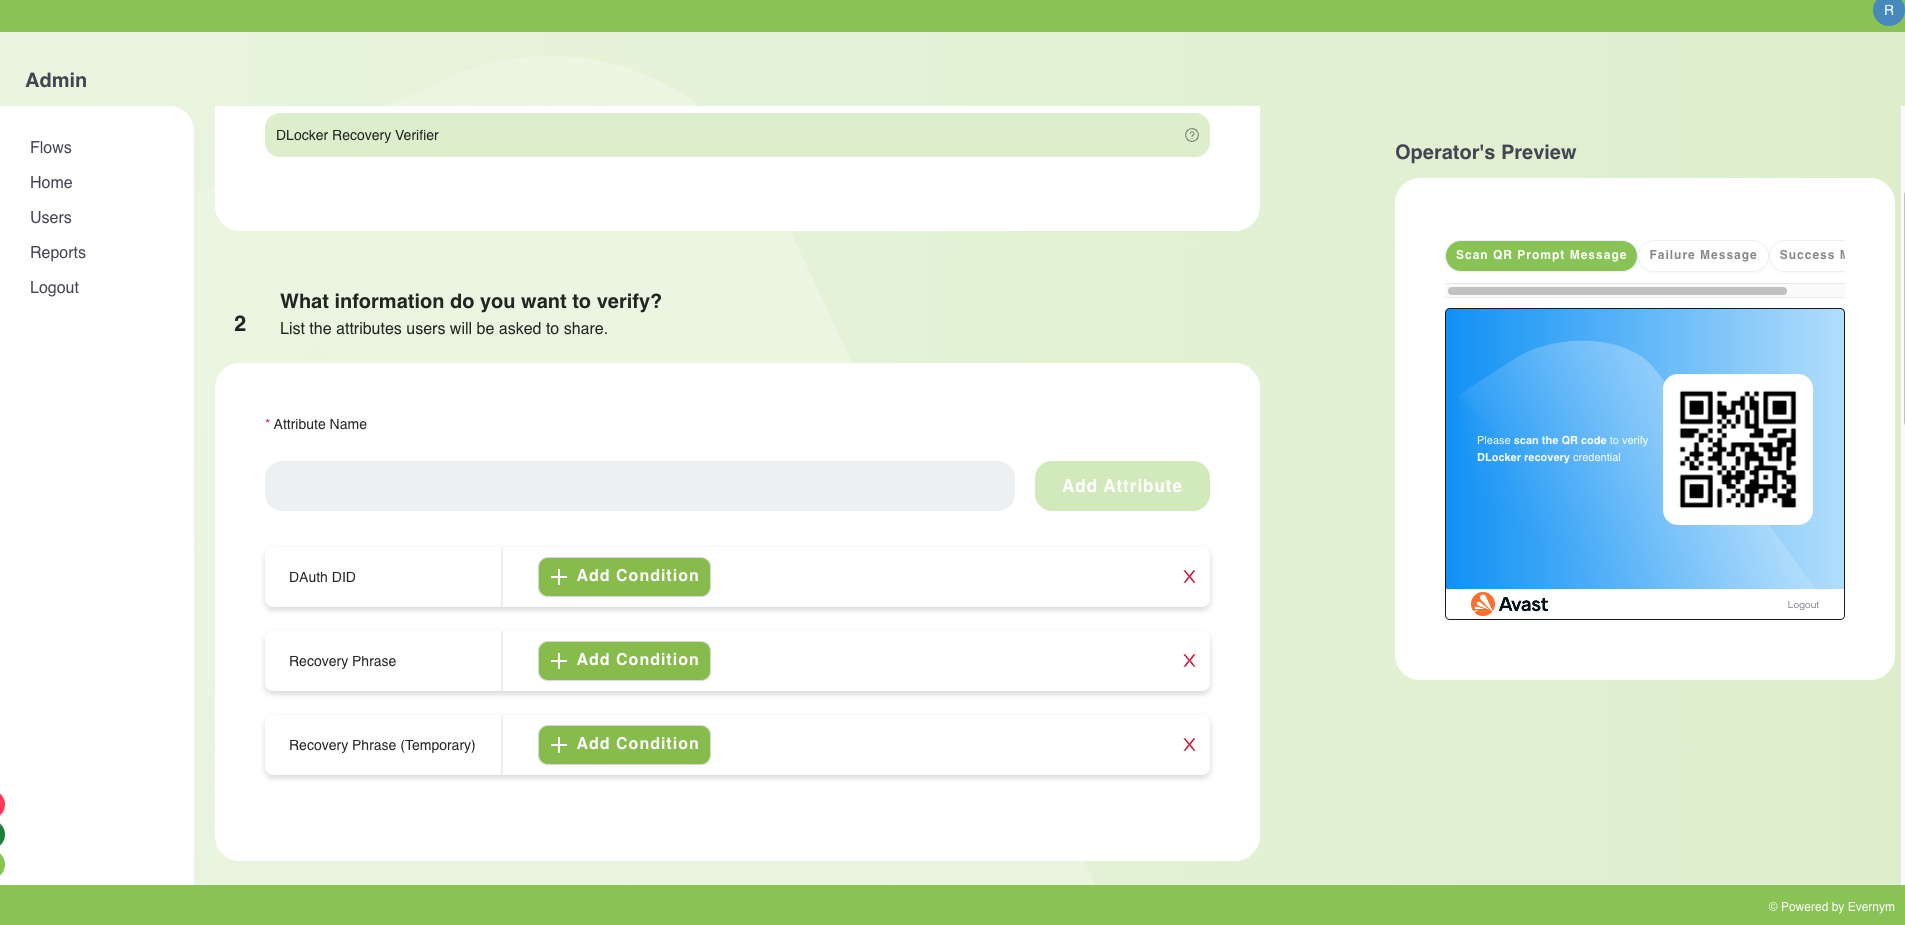 R
Admin
Flows
Home
Users
Reports
Logout
DLocker Recovery Verifier
?
2
What information do you want to verify?
List the attributes users will be asked to share.
* Attribute Name
Add Attribute
DAuth DID
+ Add Condition
X
Recovery Phrase
+ Add Condition
X
Recovery Phrase (Temporary)
+ Add Condition
X
Operator's Preview
Scan QR Prompt Message
Failure Message
Success
Please scan the QR code to verify
DLocker recovery credential
Avast
Logout
© Powered by Evernym